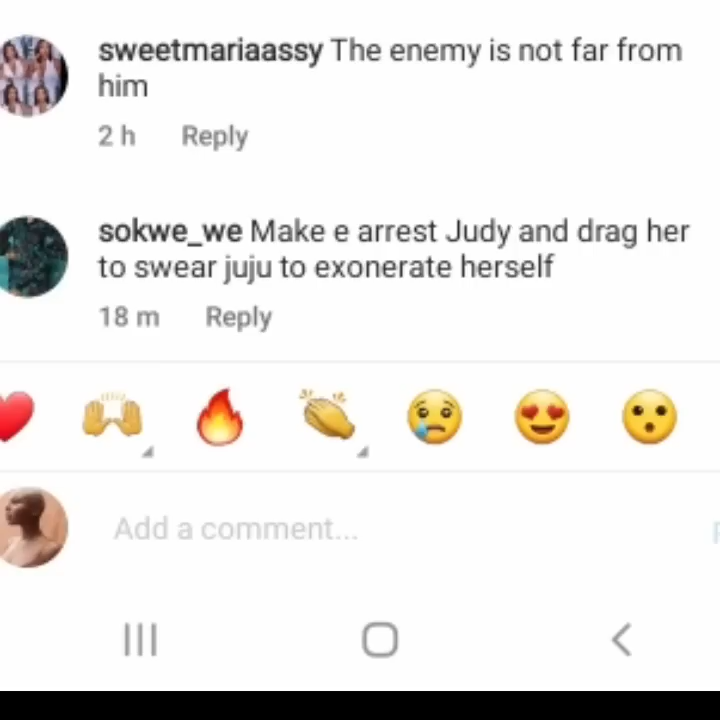 sweetmariaassy The enemy is not far from
him
2 h Reply
sokwe_we Make e arrest Judy and drag her
to swear juju to exonerate herself
18 m Reply
Add a comment...